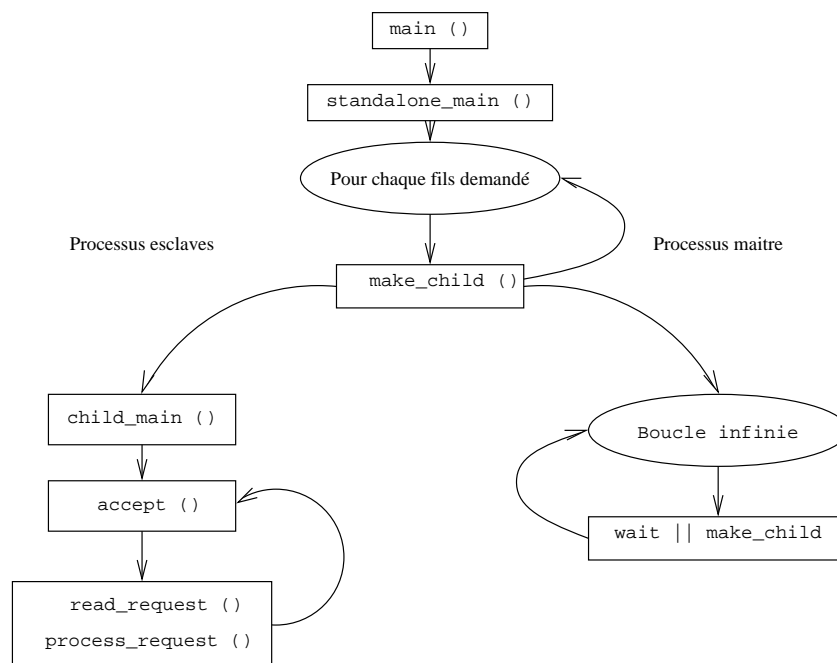 main ()
standalone_main ()
Pour chaque fils demandé
Processus esclaves
Processus maitre
make_child ()
child_main ()
Boucle infinie
accept ()
wait || make_child
read_request ()
process_request ()